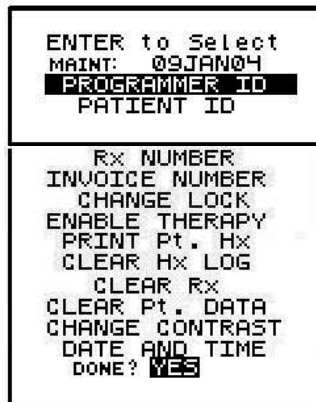 ENTER to Select
MAINT: 09JAN04
PROGRAMMER ID
PATIENT ID
Rx NUMBER
INVOICE NUMBER
CHANGE LOCK
ENABLE THERAPY
PRINT Pt. Hx
CLEAR Hx LOG
CLEAR Rx
CLEAR Pt. DATA
CHANGE CONTRAST
DATE AND TIME
DONE? YES